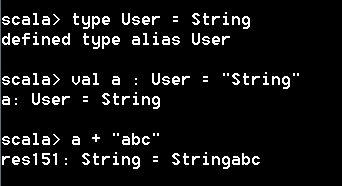 scala> type User = String
defined type alias User
scala> val a : User = "String"
a: User = String
scala> a + "abc"
res151: String = Stringabc